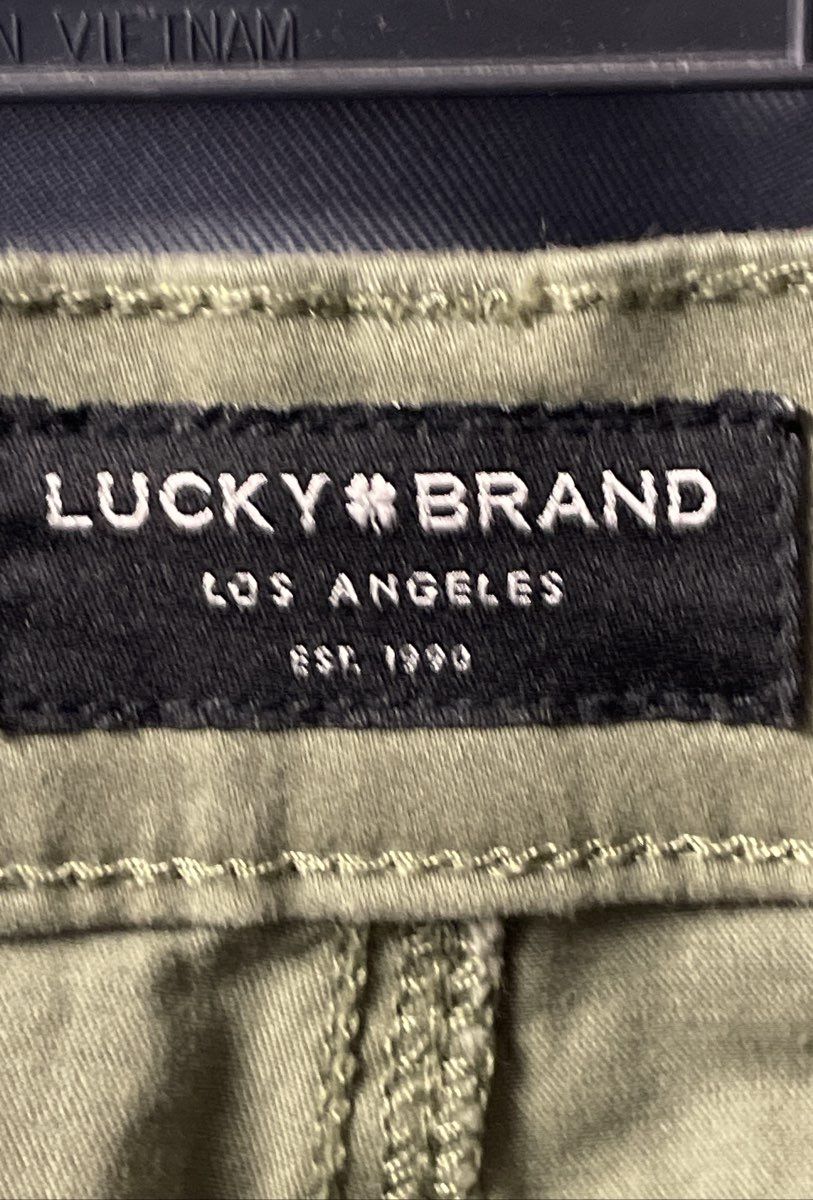 N VIETNAM
LUCKY BRAND
LOS ANGELES
EST. 1990